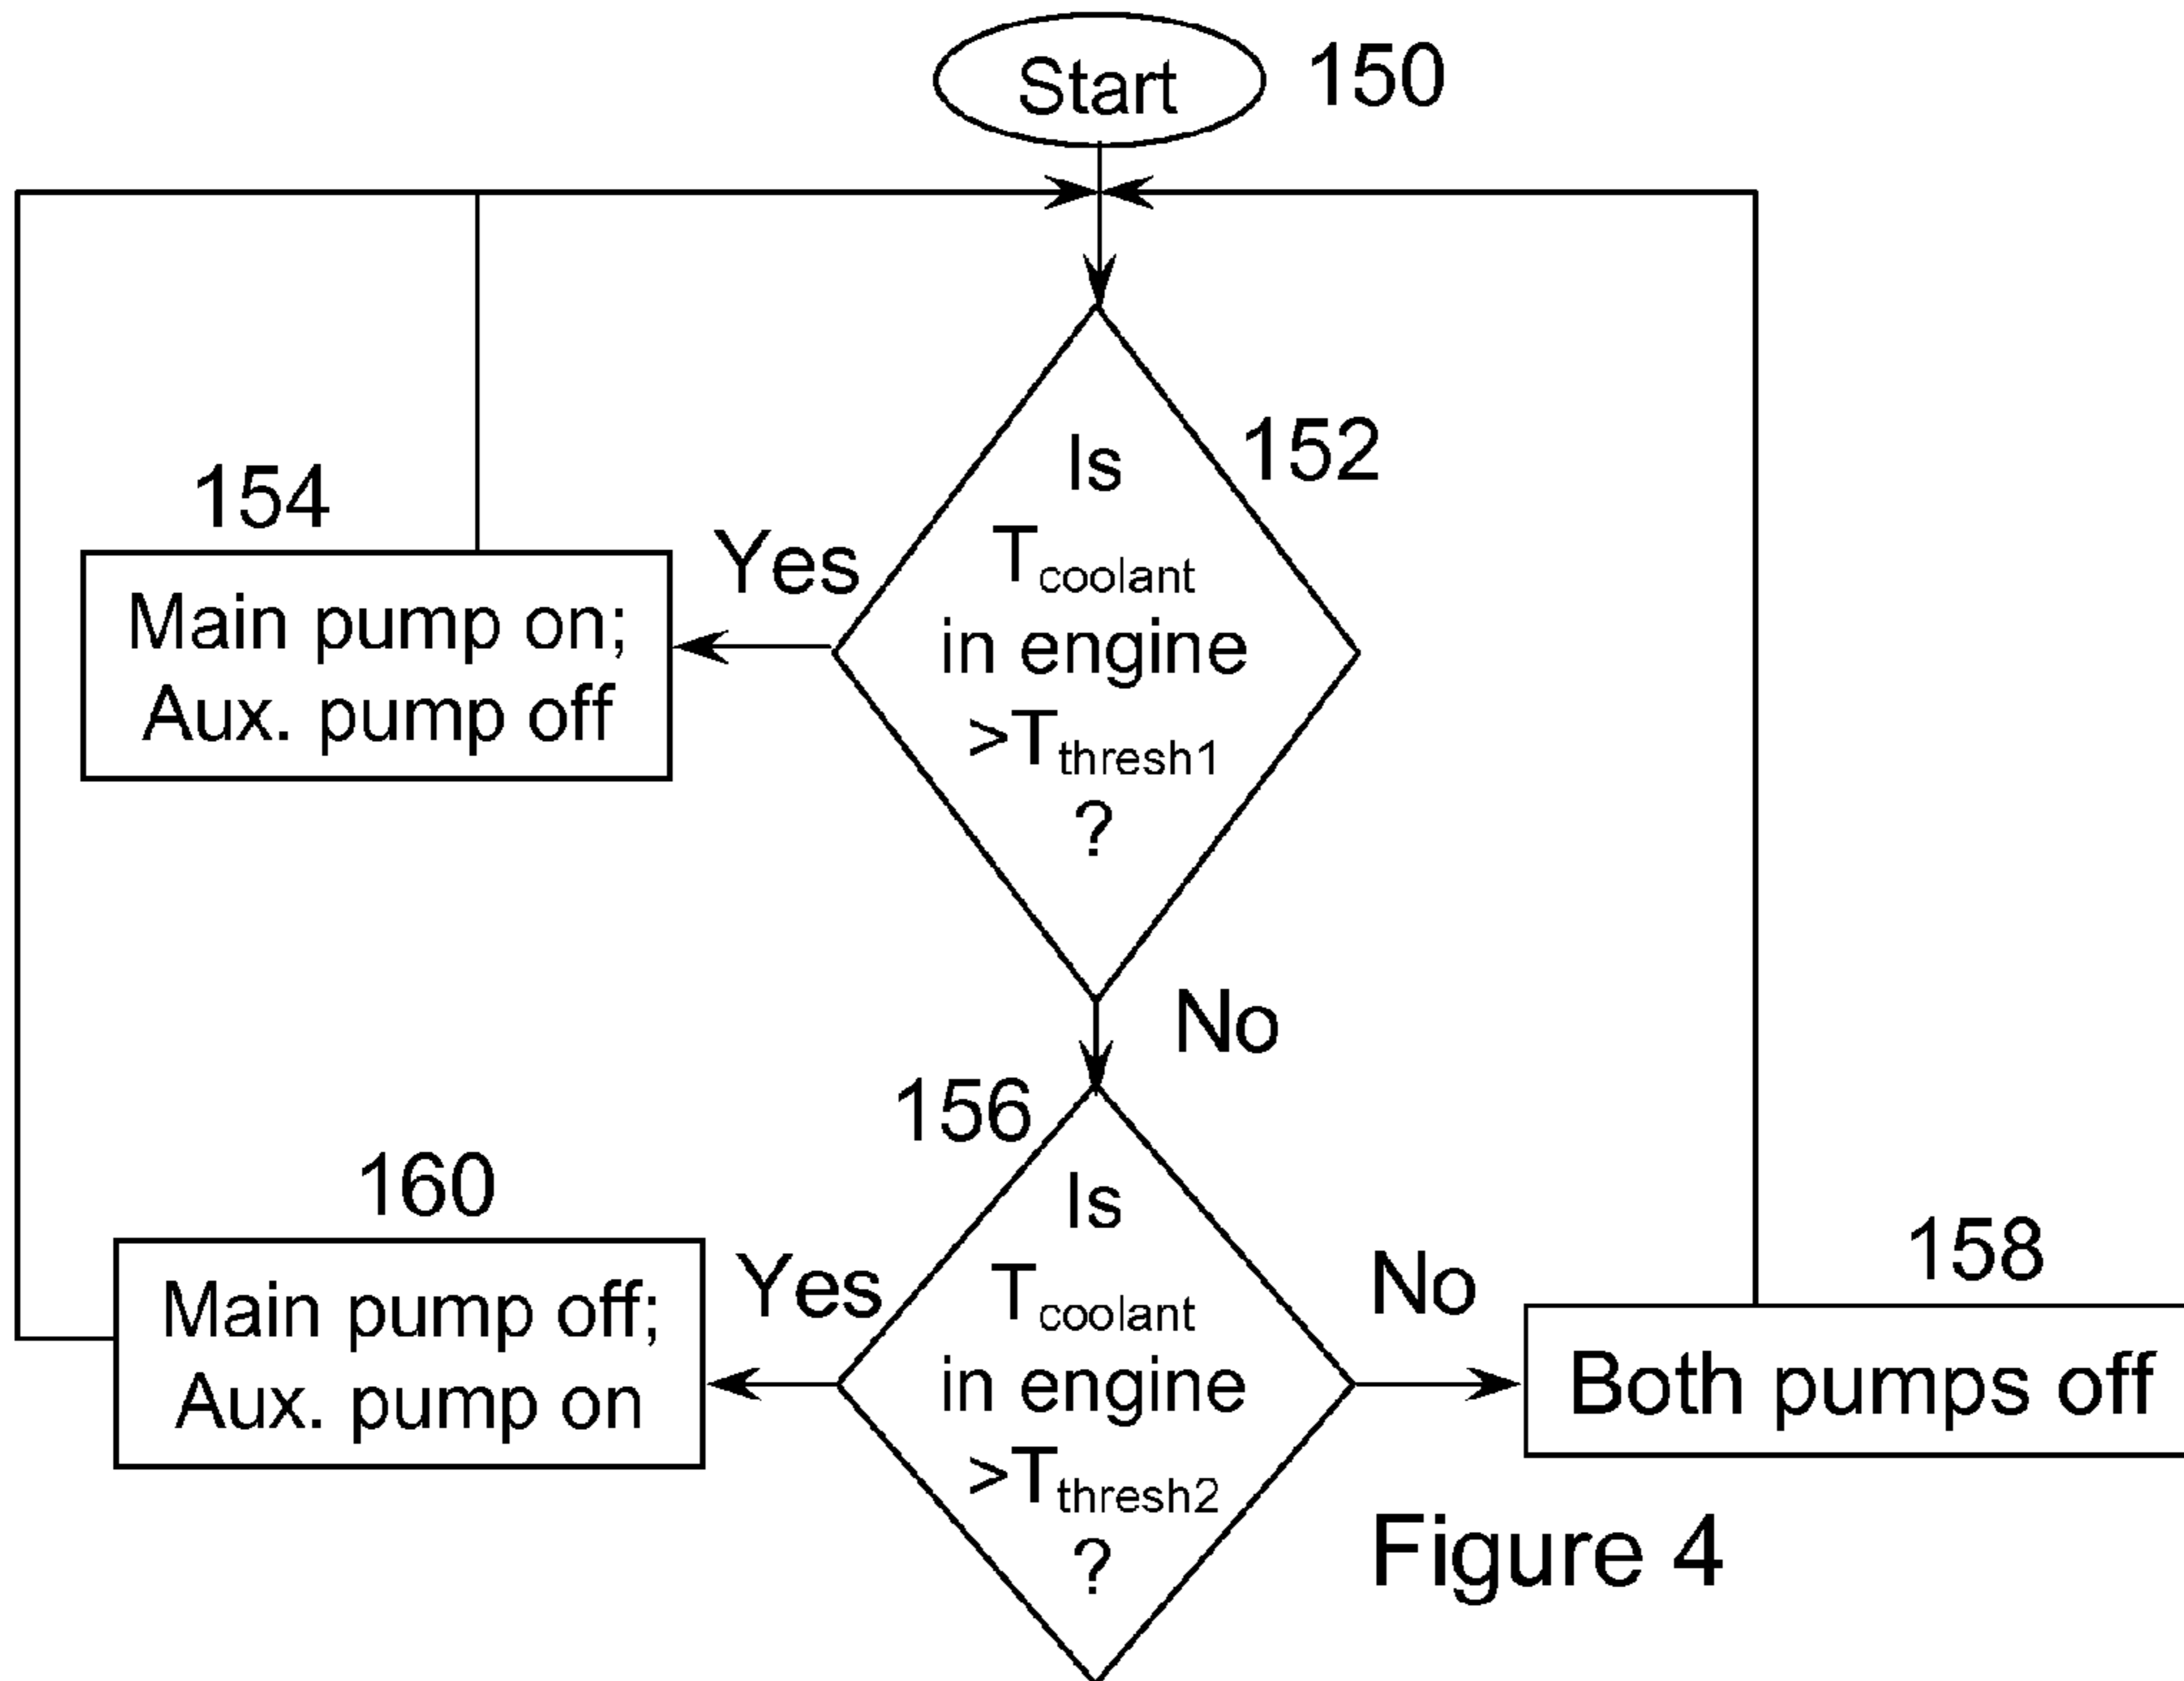 Start
150
152
Is
Tcoolant
in engine
>Tthresh1
?
Yes
154
Main pump on;
Aux. pump off
No
156
Is
Tcoolant
in engine
>Tthresh2
?
Yes
160
Main pump off;
Aux. pump on
No
158
Both pumps off
Figure 4